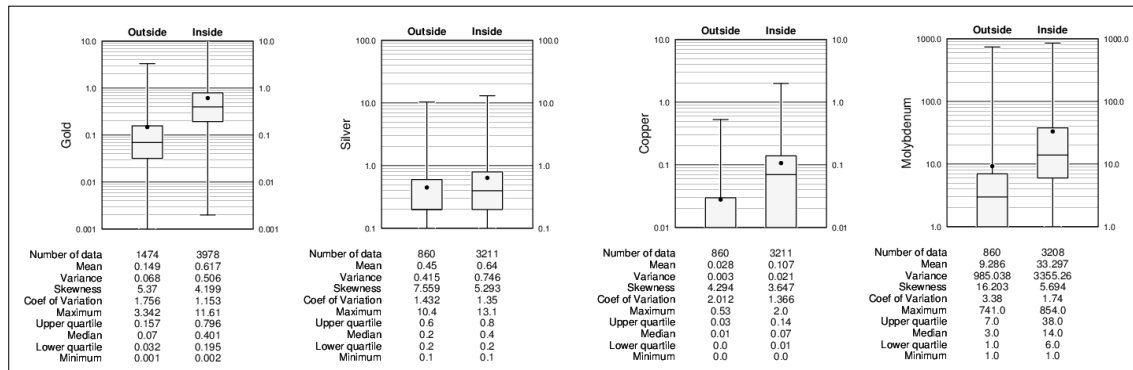 Outside Inside
10.0 10.0
1.0 1.0
0.1 0.1
0.01 0.01
0.001 0.001
Gold
Number of data 1474 3978
Mean 0.149 0.617
Variance 0.068 0.506
Skewness 5.37 4.199
Coef of Variation 1.756 1.153
Maximum 3.342 11.61
Upper quartile 0.157 0.796
Median 0.07 0.401
Lower quartile 0.032 0.195
Minimum 0.001 0.002
Outside Inside
100.0 100.0
10.0 10.0
1.0 1.0
0.1 0.1
Silver
Number of data 860 3211
Mean 0.45 0.64
Variance 0.415 0.746
Skewness 7.559 5.293
Coef of Variation 1.432 1.35
Maximum 10.4 13.1
Upper quartile 0.6 0.8
Median 0.2 0.4
Lower quartile 0.2 0.2
Minimum 0.1 0.1
Outside Inside
10.0 10.0
1.0 1.0
0.1 0.1
0.01 0.01
Copper
Number of data 860 3211
Mean 0.028 0.107
Variance 0.003 0.021
Skewness 4.294 3.647
Coef of Variation 2.012 1.366
Maximum 0.53 2.0
Upper quartile 0.03 0.14
Median 0.01 0.07
Lower quartile 0.0 0.01
Minimum 0.0 0.0
Outside Inside
1000.0 1000.0
100.0 100.0
10.0 10.0
1.0 1.0
Molybdenum
Number of data 860 3208
Mean 9.286 33.297
Variance 985.038 3355.26
Skewness 16.203 5.694
Coef of Variation 3.38 1.74
Maximum 741.0 854.0
Upper quartile 7.0 38.0
Median 3.0 14.0
Lower quartile 1.0 6.0
Minimum 1.0 1.0